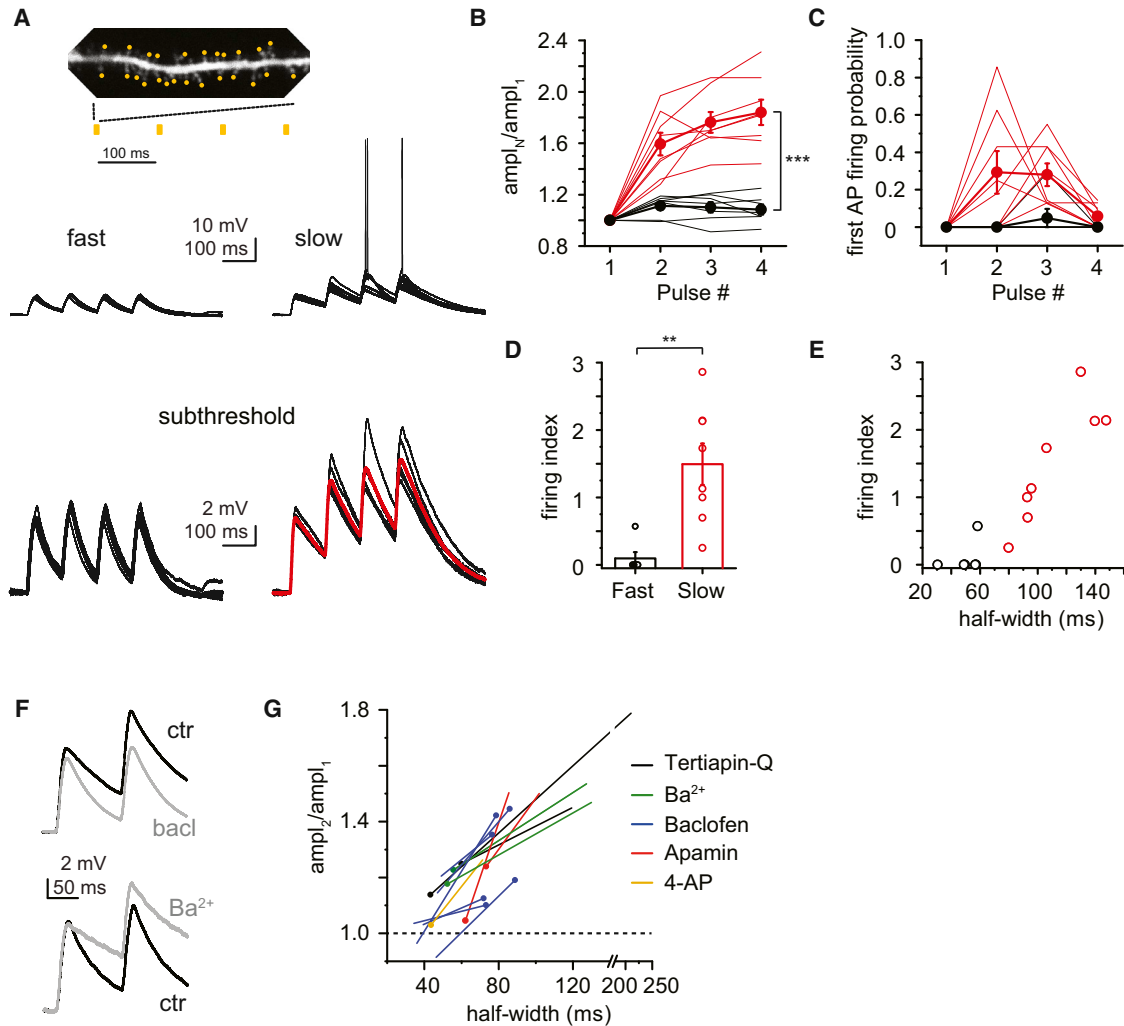 A
100 ms
fast
10 mV
100 ms
slow
subthreshold
2 mV
100 ms
B
2.4
2.0
1.6
1.2
0.8
ampl_N/ampl_1
***
1 2 3 4
Pulse #
C
1.0
0.8
0.6
0.4
0.2
0
first AP firing probability
1 2 3 4
Pulse #
D
**
3
2
1
0
firing index
Fast Slow
E
3
2
1
0
firing index
20 60 100 140
half-width (ms)
F
ctr
bacl
2 mV
50 ms
Ba²⁺
ctr
G
1.8
1.4
1.0
ampl₂/ampl₁
40 80 120 200 250
half-width (ms)
Tertiapin-Q
Ba²⁺
Baclofen
Apamin
4-AP